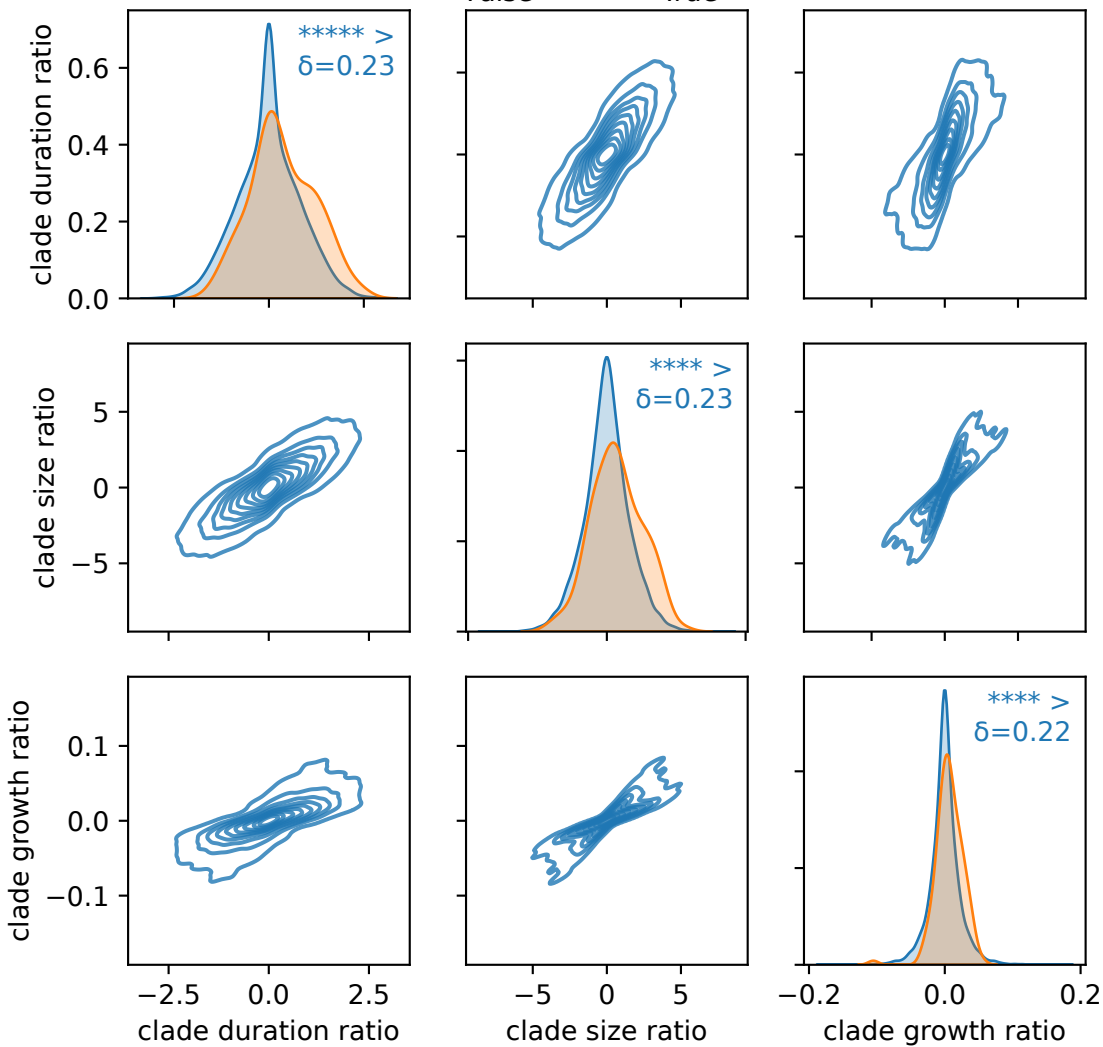 ***** >
δ=0.23
clade duration ratio
0.6
0.4
0.2
0.0
**** >
δ=0.23
clade size ratio
5
0
−5
**** >
δ=0.22
clade growth ratio
0.1
0.0
−0.1
−2.5 0.0 2.5
−5 0 5
−0.2 0.0 0.2
clade duration ratio
clade size ratio
clade growth ratio